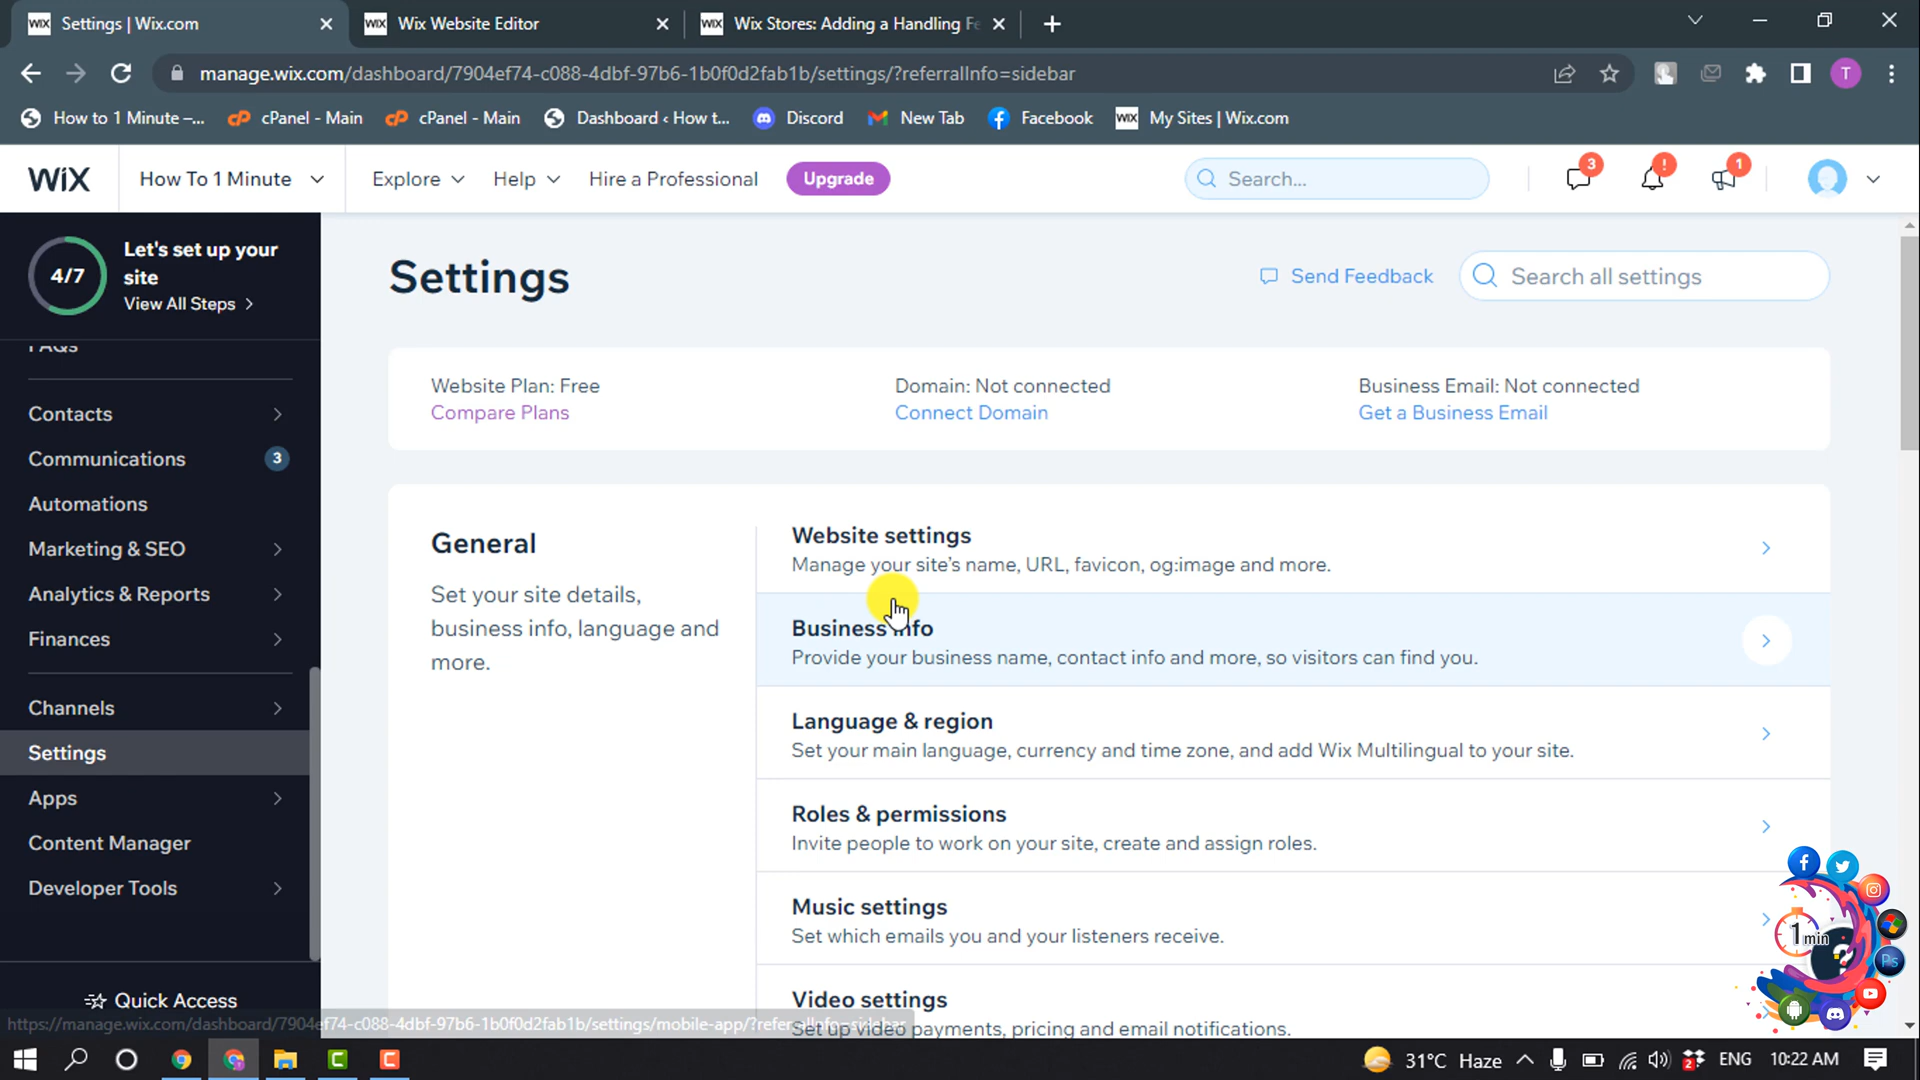 Settings | Wix.com
Wix Website Editor
Wix Stores: Adding a Handling Fe
manage.wix.com/dashboard/7904ef74-c088-4dbf-97b6-1b0f0d2fab1b/settings/?referralInfo=sidebar
T
How to 1 Minute –...
cPanel - Main
cPanel - Main
Dashboard ‹ How t...
Discord
New Tab
Facebook
My Sites | Wix.com
WIX
How To 1 Minute
Explore
Help
Hire a Professional
Upgrade
Search...
3
!
1
4/7
Let's set up your
site
View All Steps
FAQs
Contacts
Communications
3
Automations
Marketing & SEO
Analytics & Reports
Finances
Channels
Settings
Apps
Content Manager
Developer Tools
Quick Access
Settings
Send Feedback
Search all settings
Website Plan: Free
Compare Plans
Domain: Not connected
Connect Domain
Business Email: Not connected
Get a Business Email
General
Set your site details,
business info, language and
more.
Website settings
Manage your site's name, URL, favicon, og:image and more.
Business info
Provide your business name, contact info and more, so visitors can find you.
Language & region
Set your main language, currency and time zone, and add Wix Multilingual to your site.
Roles & permissions
Invite people to work on your site, create and assign roles.
Music settings
Set which emails you and your listeners receive.
Video settings
Set up video payments, pricing and email notifications.
https://manage.wix.com/dashboard/7904ef74-c088-4dbf-97b6-1b0f0d2fab1b/settings/mobile-app/?referralInfo=sidebar
1min
?
Ps
31°C Haze
2
ENG
10:22 AM